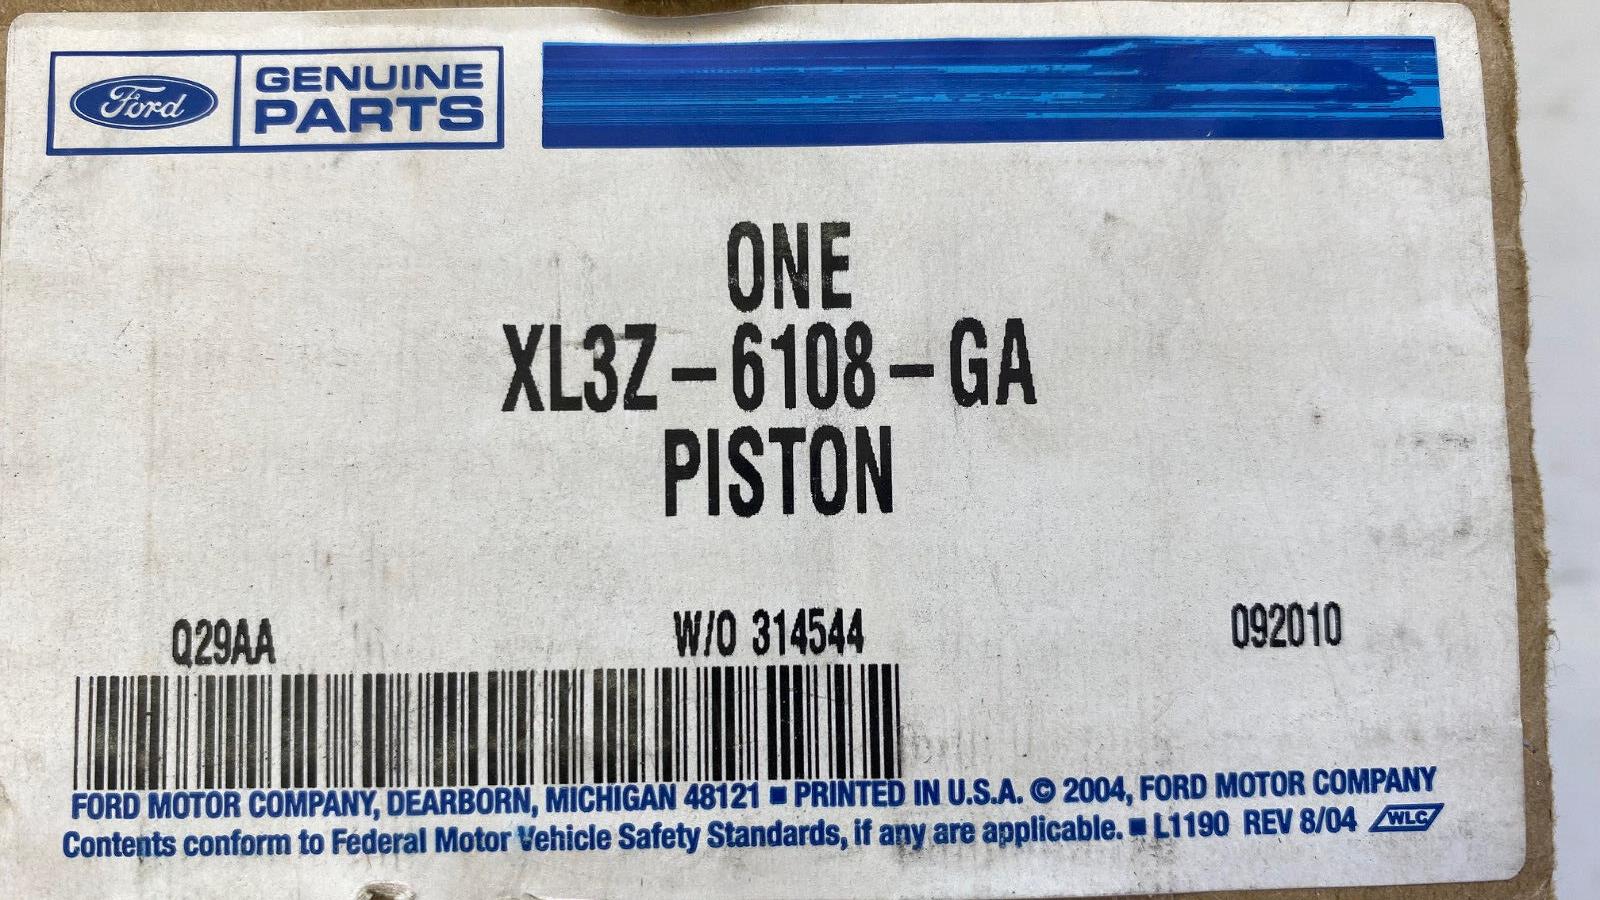 Ford GENUINE
PARTS
ONE
XL3Z-6108-GA
PISTON
Q29AA W/O 314544 092010
FORD MOTOR COMPANY, DEARBORN, MICHIGAN 48121 ■ PRINTED IN U.S.A. © 2004, FORD MOTOR COMPANY
Contents conform to Federal Motor Vehicle Safety Standards, if any are applicable. ■ L1190 REV 8/04 WLC